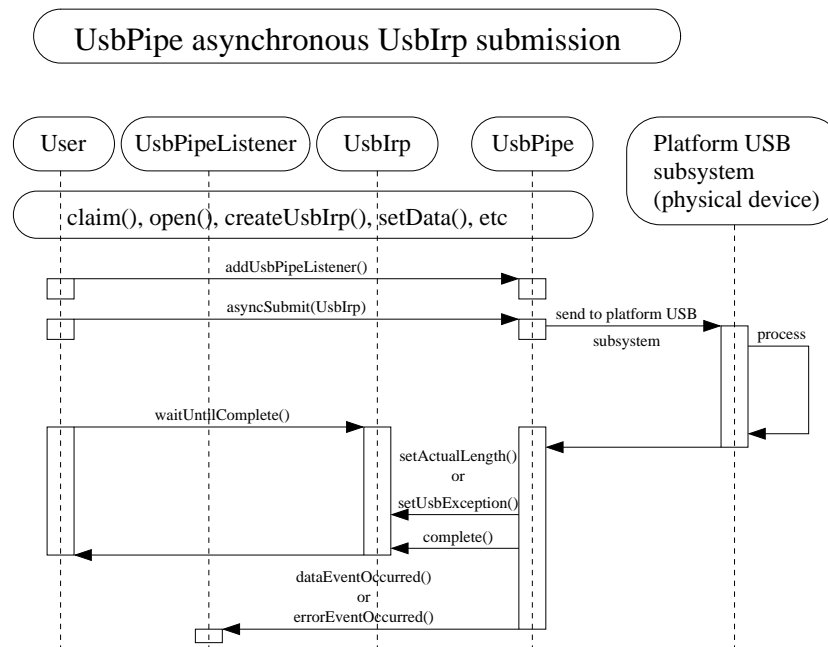 UsbPipe asynchronous UsbIrp submission
User
UsbPipeListener
UsbIrp
UsbPipe
Platform USB
subsystem
(physical device)
claim(), open(), createUsbIrp(), setData(), etc
addUsbPipeListener()
asyncSubmit(UsbIrp)
send to platform USB
subsystem
process
waitUntilComplete()
setActualLength()
or
setUsbException()
complete()
dataEventOccurred()
or
errorEventOccurred()